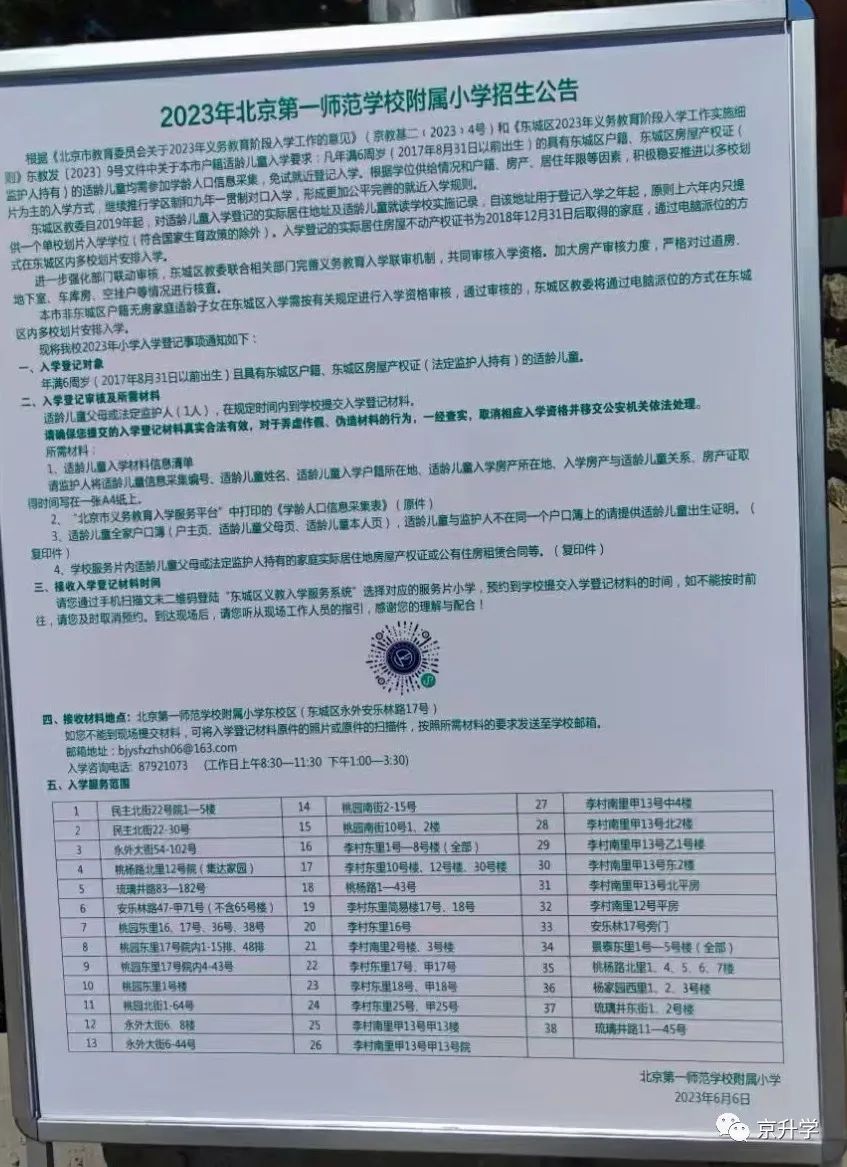 2023年北京第一师范学校附属小学招生公告
根据《北京市教育委员会关于2023年义务教育阶段入学工作的意见》（京教基二﹝2023﹞4号）和《东城区2023年义务教育阶段入学工作实施细
则》东教发〔2023〕9号文件中关于本市户籍适龄儿童入学要求：凡年满6周岁（2017年8月31日以前出生）的具有东城区户籍、东城区房屋产权证（
监护人持有）的适龄儿童均需参加学龄人口信息采集，免试就近登记入学。根据学位供给情况和户籍、房产、居住年限等因素，积极稳妥推进以多校划
片为主的入学方式，继续推行学区制和九年一贯制对口入学，形成更加公平完善的就近入学规则。
东城区教委自2019年起，对适龄儿童入学登记的实际居住地址及适龄儿童就读学校实施记录，自该地址用于登记入学之年起，原则上六年内只提
供一个单校划片入学学位（符合国家生育政策的除外）。入学登记的实际居住房屋不动产权证书为2018年12月31日后取得的家庭，通过电脑派位的方
式在东城区内多校划片安排入学。
进一步强化部门联动审核，东城区教委联合相关部门完善义务教育入学联审机制，共同审核入学资格。加大房产审核力度，严格对过道房、
地下室、车库房、空挂户等情况进行核查。
本市非东城区户籍无房家庭适龄子女在东城区入学需按有关规定进行入学资格审核，通过审核的，东城区教委将通过电脑派位的方式在东城
区内多校划片安排入学。
现将我校2023年小学入学登记事项通知如下：
一、入学登记对象
年满6周岁（2017年8月31日以前出生）且具有东城区户籍、东城区房屋产权证（法定监护人持有）的适龄儿童。
二、入学登记审核及所需材料
适龄儿童父母或法定监护人（1人），在规定时间内到学校提交入学登记材料。
请确保您提交的入学登记材料真实合法有效，对于弄虚作假、伪造材料的行为，一经查实，取消相应入学资格并移交公安机关依法处理。
所需材料：
1、适龄儿童入学材料信息清单
请监护人将适龄儿童信息采集编号、适龄儿童姓名、适龄儿童入学户籍所在地、适龄儿童入学房产所在地、入学房产与适龄儿童关系、房产证取
得时间写在一张A4纸上。
2、“北京市义务教育入学服务平台”中打印的《学龄人口信息采集表》（原件）
3、适龄儿童全家户口簿（户主页、适龄儿童父母页、适龄儿童本人页），适龄儿童与监护人不在同一个户口簿上的请提供适龄儿童出生证明。（
复印件）
4、学校服务片内适龄儿童父母或法定监护人持有的家庭实际居住地房屋产权证或公有住房租赁合同等。（复印件）
三、接收入学登记材料时间
请您通过手机扫描文末二维码登陆“东城区义教入学服务系统”选择对应的服务片小学，预约到学校提交入学登记材料的时间，如不能按时前
往，请您及时取消预约。到达现场后，请您听从现场工作人员的指引，感谢您的理解与配合！
四、接收材料地点：北京第一师范学校附属小学东校区（东城区永外安乐林路17号）
如您不能到现场提交材料，可将入学登记材料原件的照片或原件的扫描件，按照所需材料的要求发送至学校邮箱。
邮箱地址：bjysfxzhsh06@163.com
入学咨询电话: 87921073 （工作日上午8:30—11:30 下午1:00—3:30)
五、入学服务范围
1 民主北街22号院1—5楼 14 桃园南街2-15号 27 李村南里甲13号中4楼
2 民主北街22-30号 15 桃园南街10号1、2楼 28 李村南里甲13号北2楼
3 永外大街54-102号 16 李村东里1号—8号楼（全部） 29 李村南里甲13号乙1号楼
4 桃杨路北里12号院（集达家园） 17 李村东里10号楼、12号楼、30号楼 30 李村南里甲13号东2楼
5 琉璃井路83—182号 18 桃杨路1—43号 31 李村南里甲13号北平房
6 安乐林路47-甲71号（不含65号楼） 19 李村东里简易楼17号、18号 32 李村南里12号平房
7 桃园东里16、17号、36号、38号 20 李村东里16号 33 安乐林17号旁门
8 桃园东里17号院内1-15排、48排 21 李村南里2号楼、3号楼 34 景泰东里1号—5号楼（全部）
9 桃园东里17号院内4-43号 22 李村东里17号、甲17号 35 桃杨路北里1、4、5、6、7楼
10 桃园东里1号楼 23 李村东里18号、甲18号 36 杨家园西里1、2、3号楼
11 桃园北街1-64号 24 李村东里25号、甲25号 37 琉璃井东街1、2号楼
12 永外大街6、8楼 25 李村南里甲13号甲13楼 38 琉璃井路11—45号
13 永外大街6-44号 26 李村南里甲13号甲13号院
北京第一师范学校附属小学
2023年6月6日
京升学